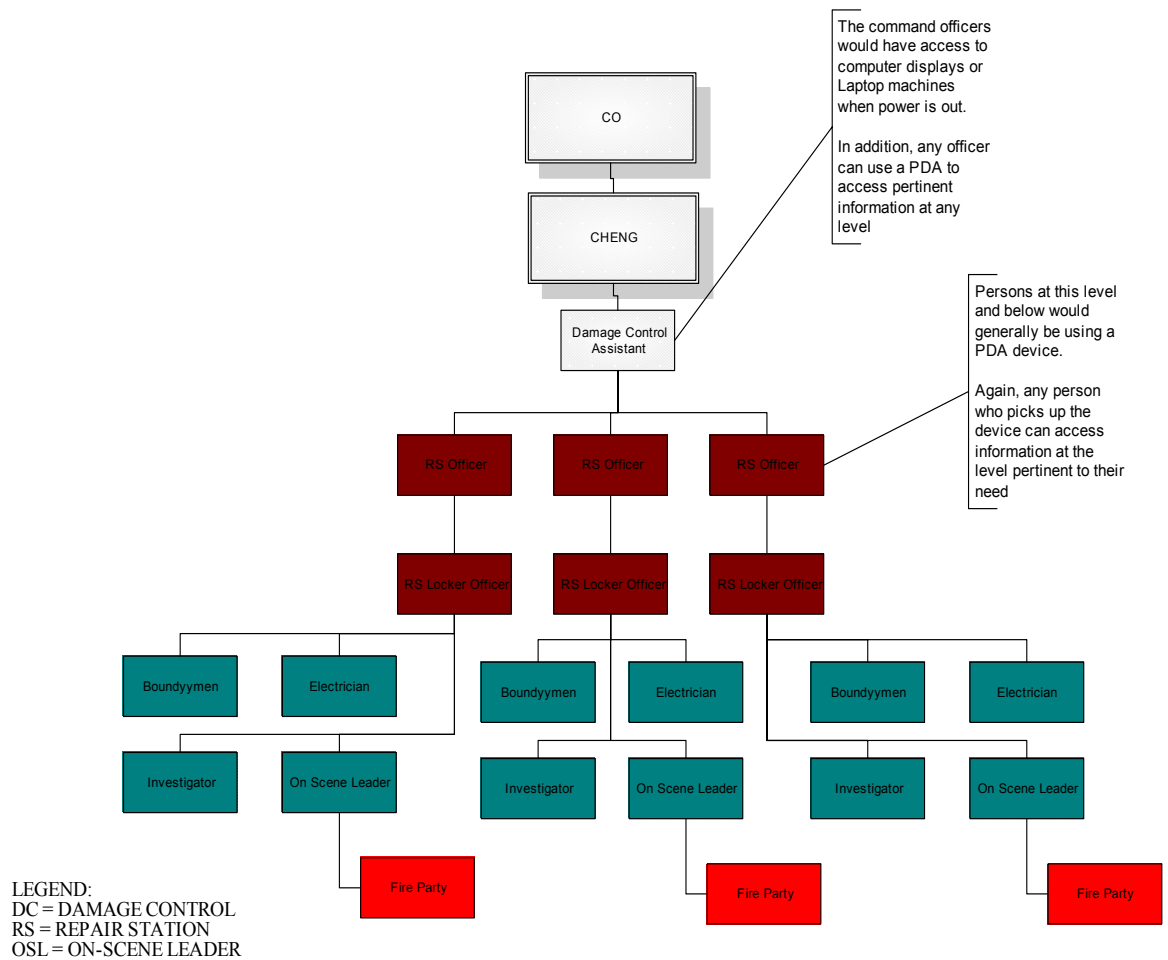 The command officers
would have access to
computer displays or
Laptop machines
when power is out.
In addition, any officer
can use a PDA to
access pertinent
information at any
level
CO
CHENG
Damage Control
Assistant
Persons at this level
and below would
generally be using a
PDA device.
Again, any person
who picks up the
device can access
information at the
level pertinent to their
need
RS Officer
RS Officer
RS Officer
RS Locker Officer
RS Locker Officer
RS Locker Officer
Boundyymen
Electrician
Boundyymen
Electrician
Boundyymen
Electrician
Investigator
On Scene Leader
Investigator
On Scene Leader
Investigator
On Scene Leader
Fire Party
Fire Party
Fire Party
LEGEND:
DC = DAMAGE CONTROL
RS = REPAIR STATION
OSL = ON-SCENE LEADER